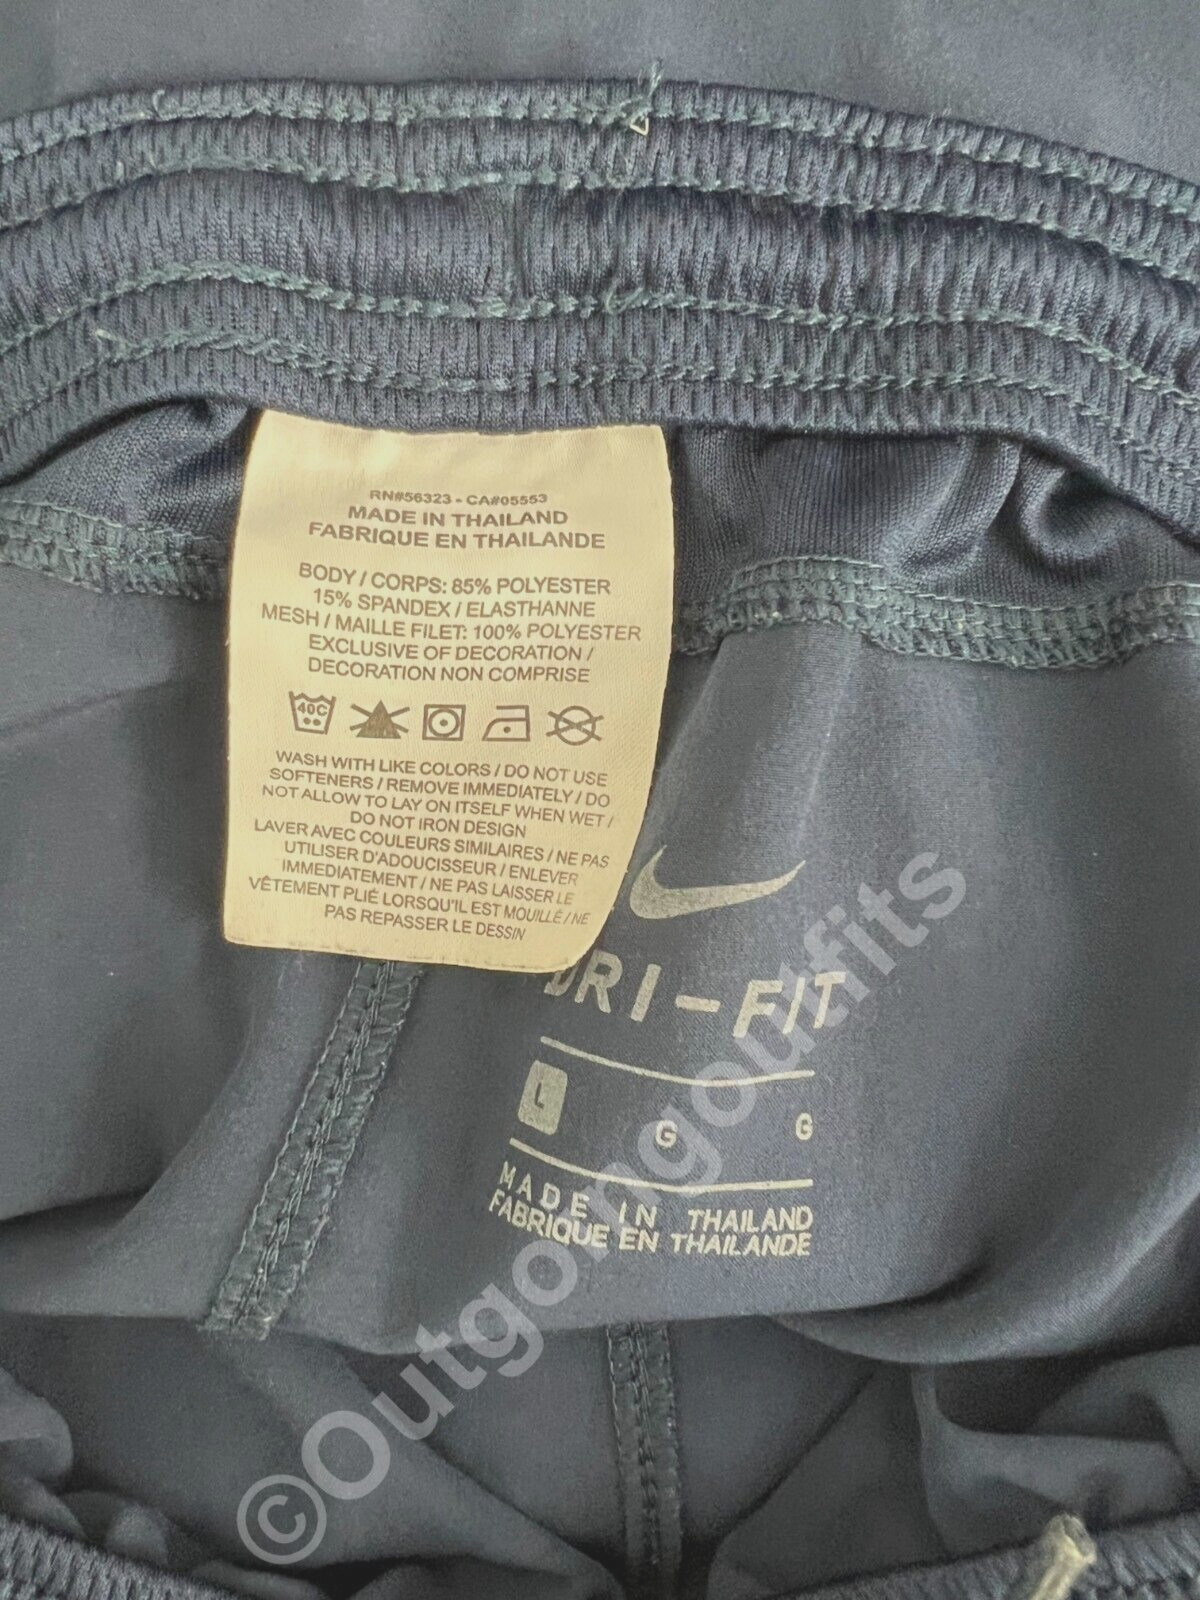 RN#56323 - CA#05553
MADE IN THAILAND
FABRIQUE EN THAILANDE
BODY / CORPS: 85% POLYESTER
15% SPANDEX / ELASTHANNE
MESH / MAILLE FILET: 100% POLYESTER
EXCLUSIVE OF DECORATION /
DECORATION NON COMPRISE
40C
WASH WITH LIKE COLORS / DO NOT USE
SOFTENERS / REMOVE IMMEDIATELY / DO
NOT ALLOW TO LAY ON ITSELF WHEN WET /
DO NOT IRON DESIGN
LAVER AVEC COULEURS SIMILAIRES / NE PAS
UTILISER D'ADOUCISSEUR / ENLEVER
IMMEDIATEMENT / NE PAS LAISSER LE
VÊTEMENT PLIÉ LORSQU'IL EST MOUILLÉ / NE
PAS REPASSER LE DESSIN
DRI-FIT
L G G
MADE IN THAILAND
FABRIQUE EN THAILANDE
©Outgoingoutfits